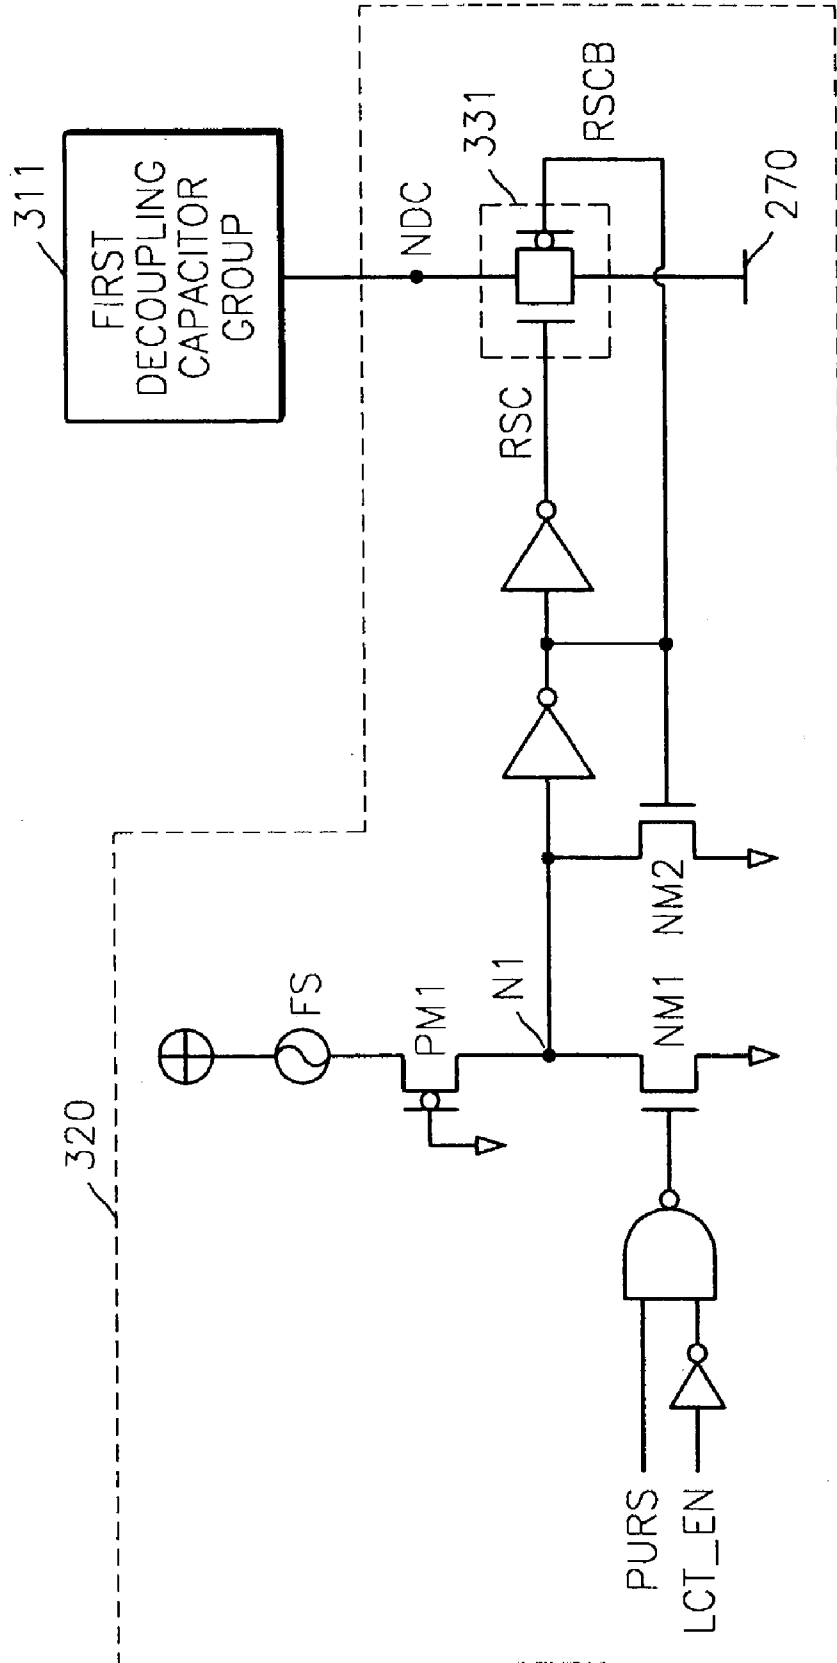 320
311
FIRST
DECOUPLING
CAPACITOR
GROUP
FS
PM1
N1
NDC
331
RSC
RSCB
NM1
NM2
270
PURS
LCT_EN